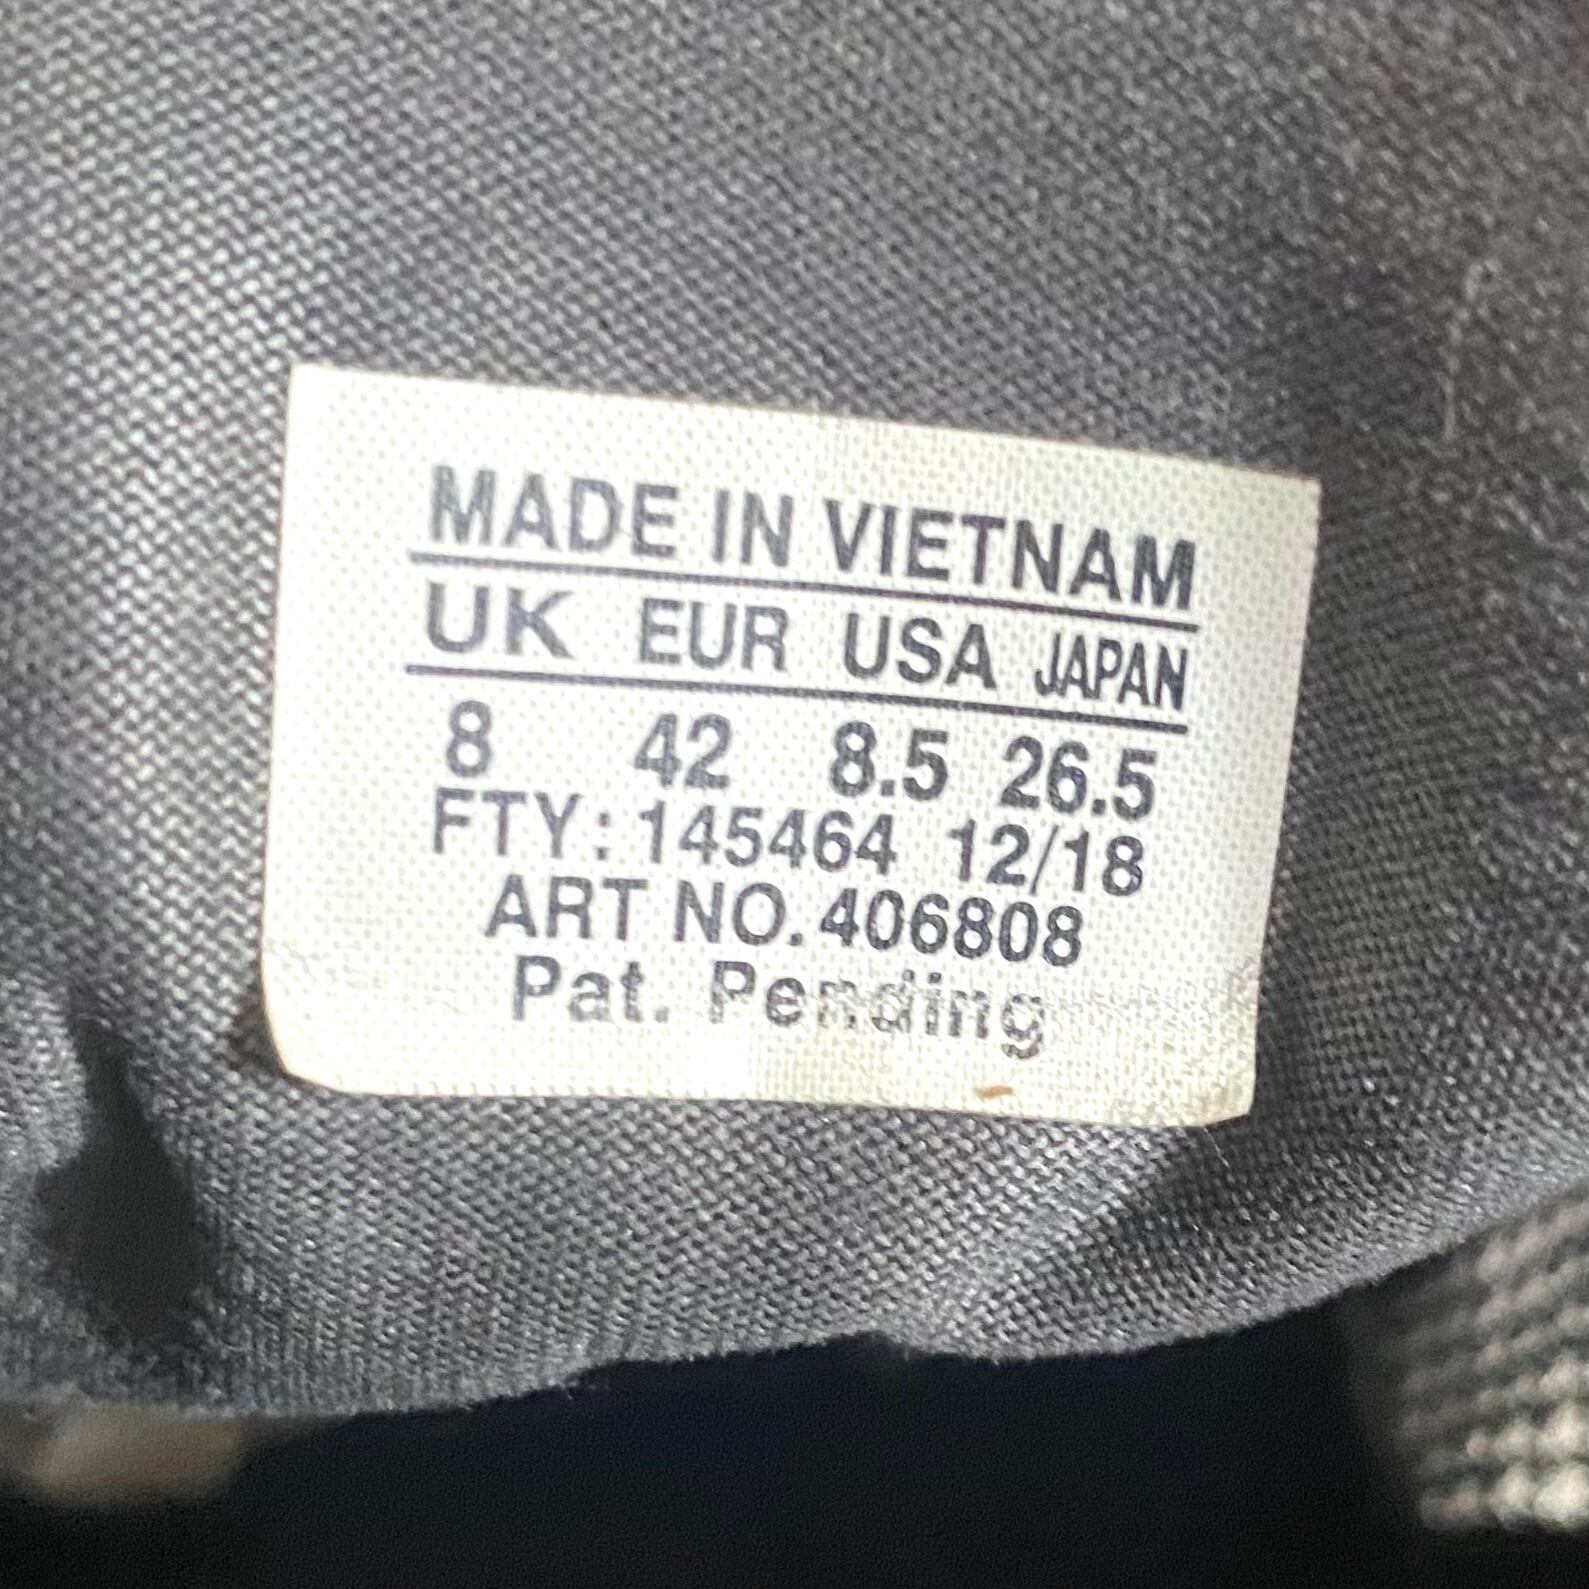 MADE IN VIETNAM
UK EUR USA JAPAN
8 42 8.5 26.5
FTY: 145464 12/18
ART NO. 406808
Pat. Pending